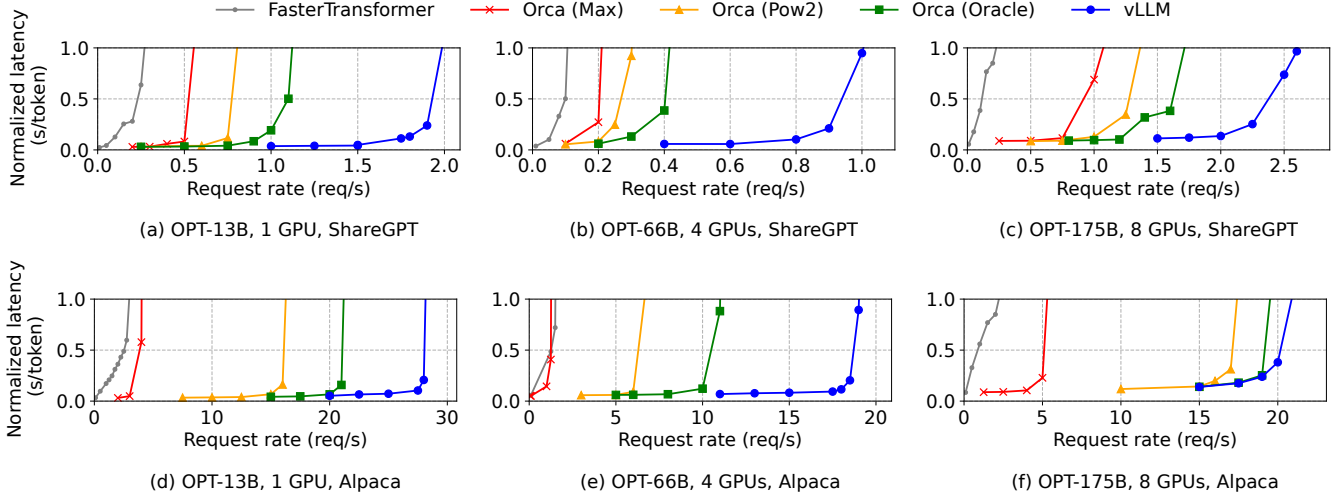 FasterTransformer Orca (Max) Orca (Pow2) Orca (Oracle) vLLM
Normalized latency
(s/token)
1.0
0.5
0.0
0.0 0.5 1.0 1.5 2.0
Request rate (req/s)
(a) OPT-13B, 1 GPU, ShareGPT
1.0
0.5
0.0
0.0 0.2 0.4 0.6 0.8 1.0
Request rate (req/s)
(b) OPT-66B, 4 GPUs, ShareGPT
1.0
0.5
0.0
0.0 0.5 1.0 1.5 2.0 2.5
Request rate (req/s)
(c) OPT-175B, 8 GPUs, ShareGPT
Normalized latency
(s/token)
1.0
0.5
0.0
0 10 20 30
Request rate (req/s)
(d) OPT-13B, 1 GPU, Alpaca
1.0
0.5
0.0
0 5 10 15 20
Request rate (req/s)
(e) OPT-66B, 4 GPUs, Alpaca
1.0
0.5
0.0
0 5 10 15 20
Request rate (req/s)
(f) OPT-175B, 8 GPUs, Alpaca